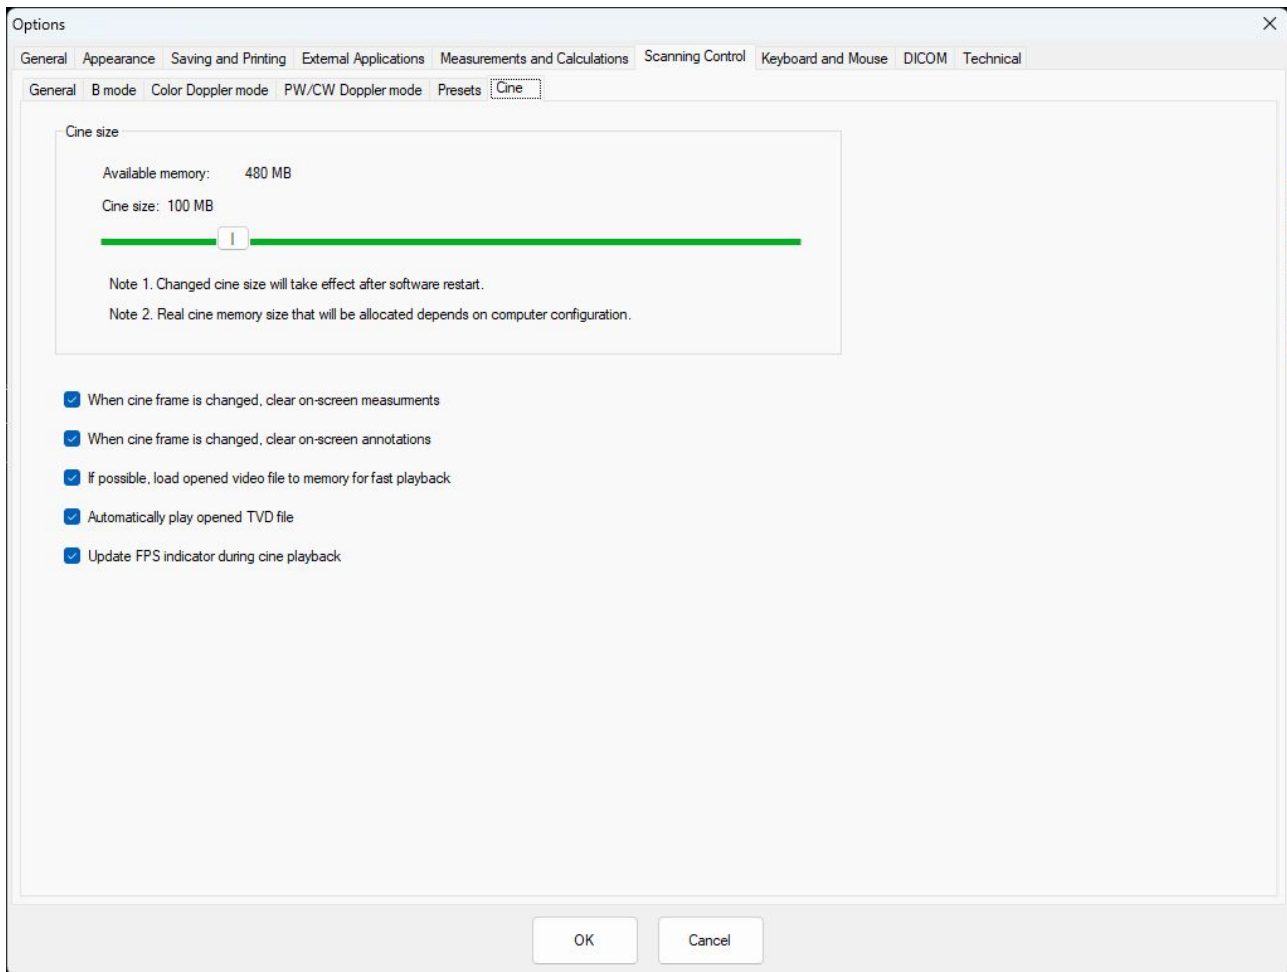 Options
General Appearance Saving and Printing External Applications Measurements and Calculations Scanning Control Keyboard and Mouse DICOM Technical
General B mode Color Doppler mode PW/CW Doppler mode Presets Cine
Cine size
Available memory: 480 MB
Cine size: 100 MB
Note 1. Changed cine size will take effect after software restart.
Note 2. Real cine memory size that will be allocated depends on computer configuration.
When cine frame is changed, clear on-screen measurments
When cine frame is changed, clear on-screen annotations
If possible, load opened video file to memory for fast playback
Automatically play opened TVD file
Update FPS indicator during cine playback
OK Cancel